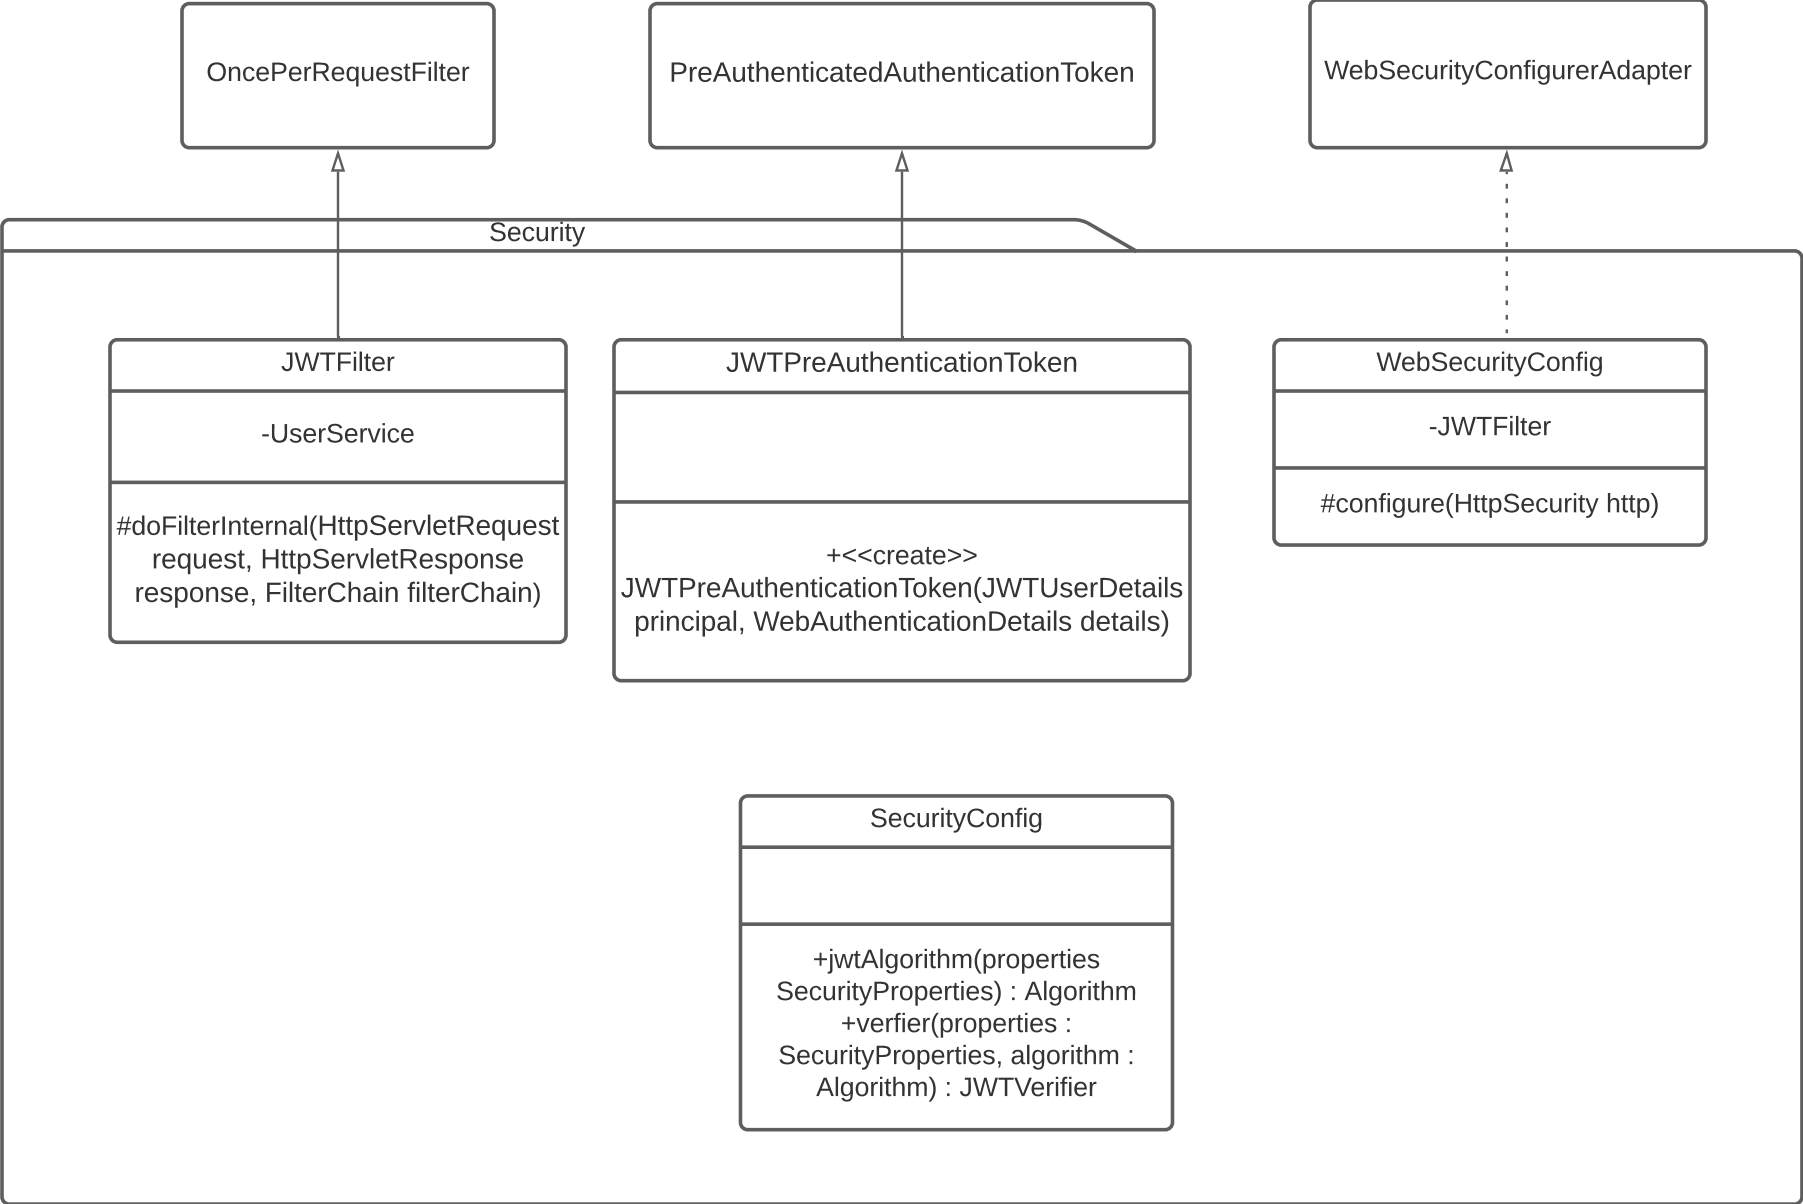 OncePerRequestFilter
PreAuthenticatedAuthenticationToken
WebSecurityConfigurerAdapter
Security
JWTFilter
-UserService
#doFilterInternal(HttpServletRequest
request, HttpServletResponse
response, FilterChain filterChain)
JWTPreAuthenticationToken
+<<create>>
JWTPreAuthenticationToken(JWTUserDetails
principal, WebAuthenticationDetails details)
WebSecurityConfig
-JWTFilter
#configure(HttpSecurity http)
SecurityConfig
+jwtAlgorithm(properties
SecurityProperties) : Algorithm
+verfier(properties :
SecurityProperties, algorithm :
Algorithm) : JWTVerifier